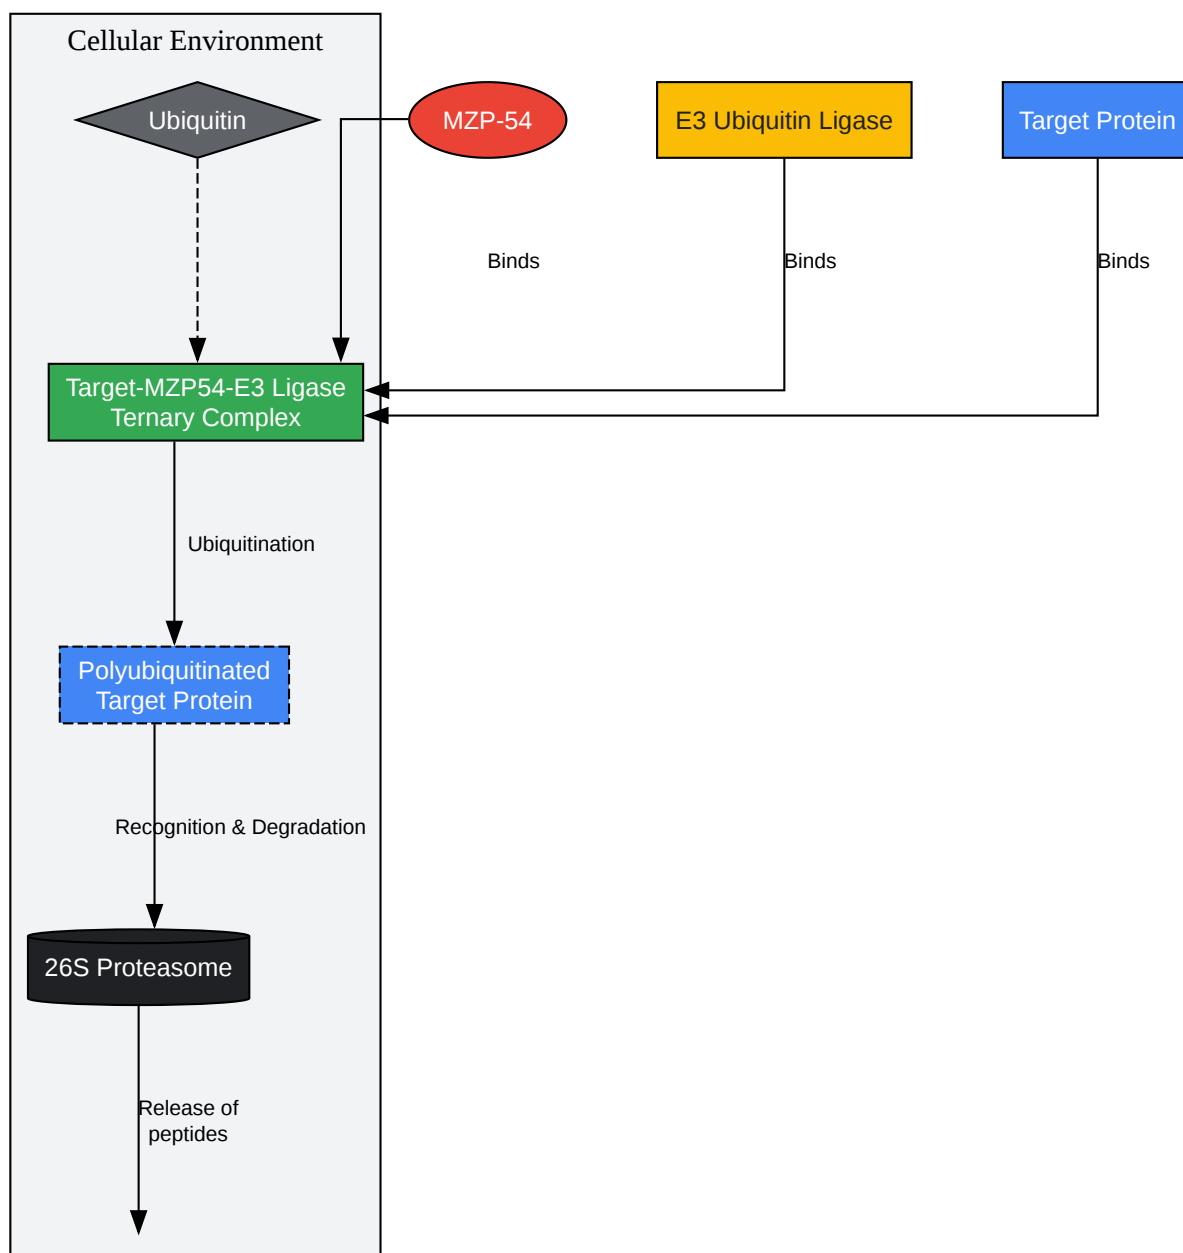 Cellular Environment
Ubiquitin
MZP-54
E3 Ubiquitin Ligase
Target Protein
Binds
Binds
Binds
Target-MZP54-E3 Ligase
Ternary Complex
Ubiquitination
Polyubiquitinated
Target Protein
Recognition & Degradation
26S Proteasome
Release of
peptides